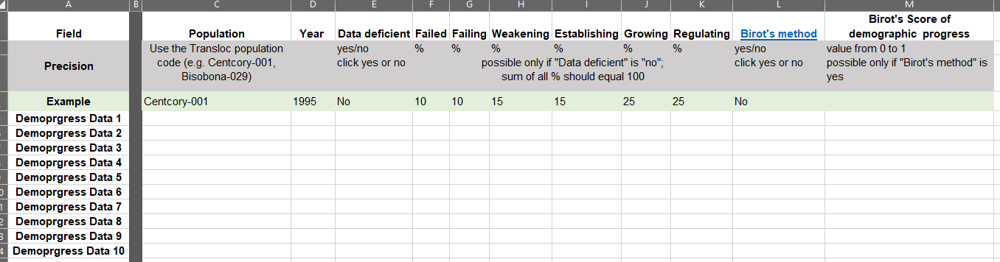 A B C D E F G H I J K L M
Field Population Year Data deficient Failed Failing Weakening Establishing Growing Regulating Birot's method Birot's Score of
demographic progress
Precision
Use the Transloc population yes/no % % % % % % yes/no value from 0 to 1
code (e.g. Centcory-001, click yes or no possible only if "Data deficient" is "no"; click yes or no possible only if "Birot's method" is
Bisobona-029) sum of all % should equal 100 yes
Example Centcory-001 1995 No 10 10 15 15 25 25 No
Demoprgress Data 1
Demoprgress Data 2
Demoprgress Data 3
Demoprgress Data 4
Demoprgress Data 5
Demoprgress Data 6
Demoprgress Data 7
Demoprgress Data 8
Demoprgress Data 9
Demoprgress Data 10